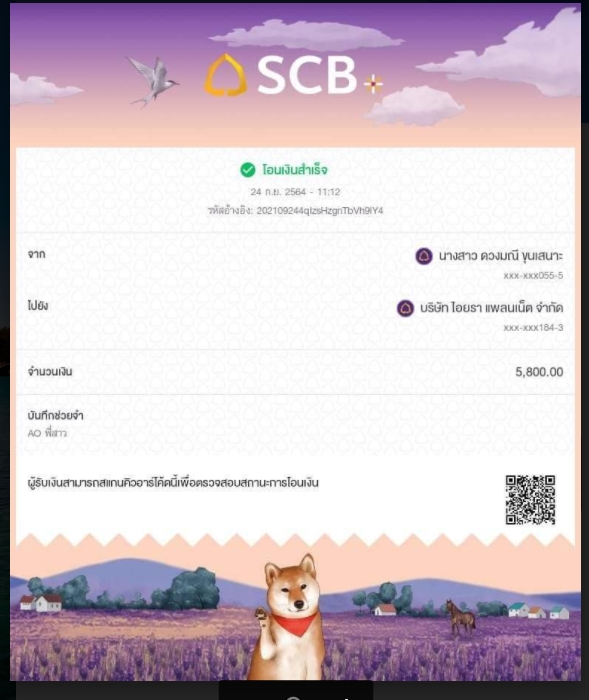 SCB
โอนเงินสำเร็จ
24 ก.ย. 2564 - 11:12
รหัสอ้างอิง: 202109244qIzsHzgnTbVh9IY4
จาก
นางสาว ดวงมณี ขุนเสนาะ
xxx-xxx055-5
ไปยัง
บริษัท ไอยรา แพลนเน็ต จำกัด
xxx-xxx184-3
จำนวนเงิน
5,800.00
บันทึกช่วยจำ
AO พี่สาว
ผู้รับเงินสามารถสแกนคิวอาร์โค้ดนี้เพื่อตรวจสอบสถานะการโอนเงิน